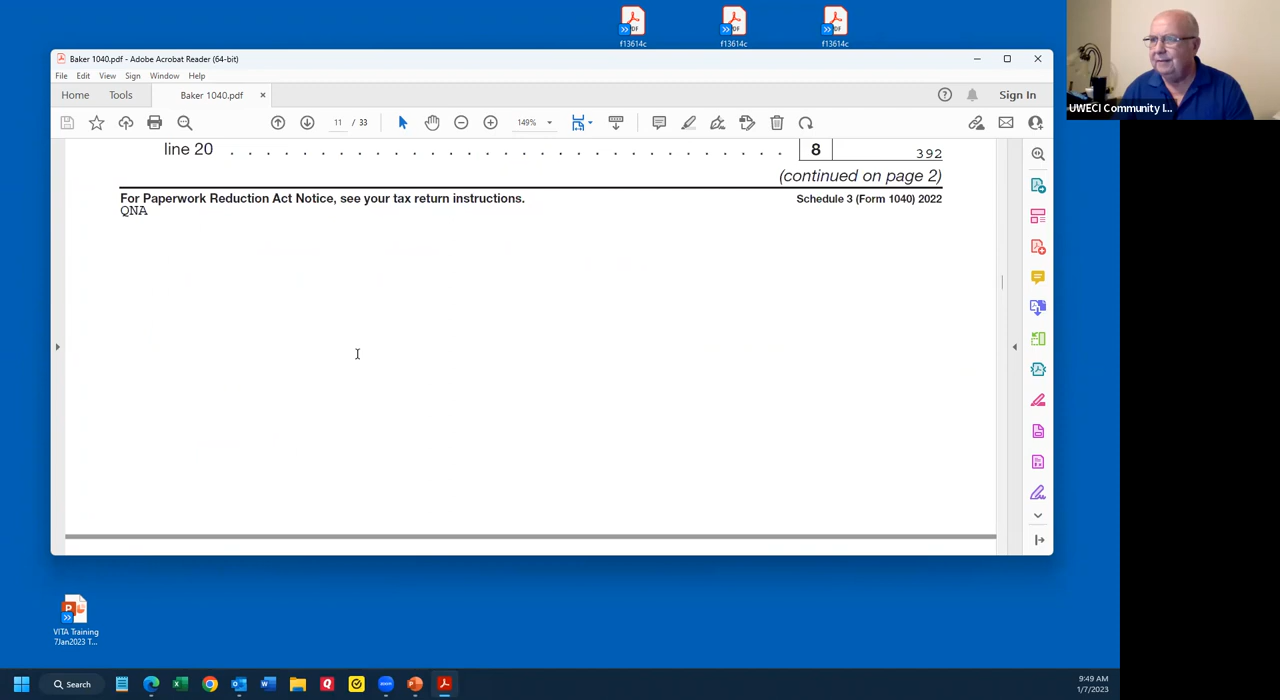 f13614c
f13614c
f13614c
UWECI Community I...
Baker 1040.pdf - Adobe Acrobat Reader (64-bit)
File Edit View Sign Window Help
Home Tools Baker 1040.pdf × Sign In
11 / 33 149%
line 20 . . . . . . . . . . . . . . . . . . . . . . . . . . . . . . 8 392
(continued on page 2)
For Paperwork Reduction Act Notice, see your tax return instructions. Schedule 3 (Form 1040) 2022
QNA
VITA Training
7Jan2023 T...
Search
9:49 AM
1/7/2023